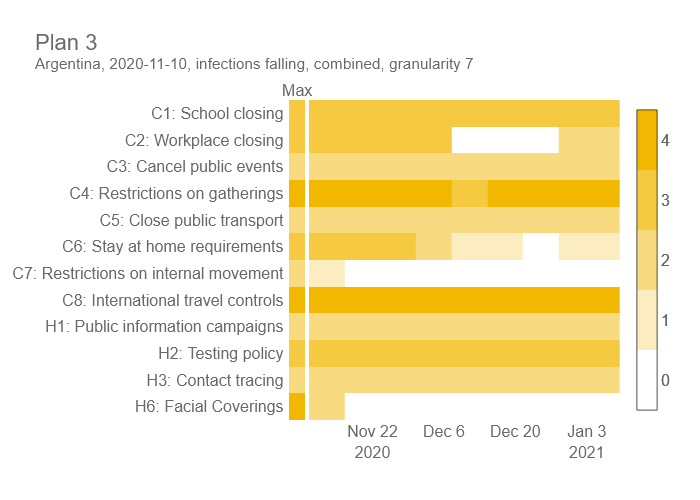 Plan 3
Argentina, 2020-11-10, infections falling, combined, granularity 7
Max
C1: School closing
C2: Workplace closing
C3: Cancel public events
C4: Restrictions on gatherings
C5: Close public transport
C6: Stay at home requirements
C7: Restrictions on internal movement
C8: International travel controls
H1: Public information campaigns
H2: Testing policy
H3: Contact tracing
H6: Facial Coverings
Nov 22 Dec 6 Dec 20 Jan 3
2020 2021
4
3
2
1
0